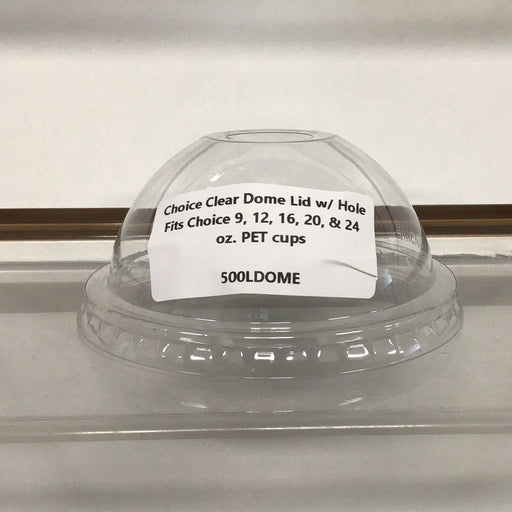 Choice Clear Dome Lid w/ Hole
Fits Choice 9, 12, 16, 20, & 24
oz. PET cups
500LDOME